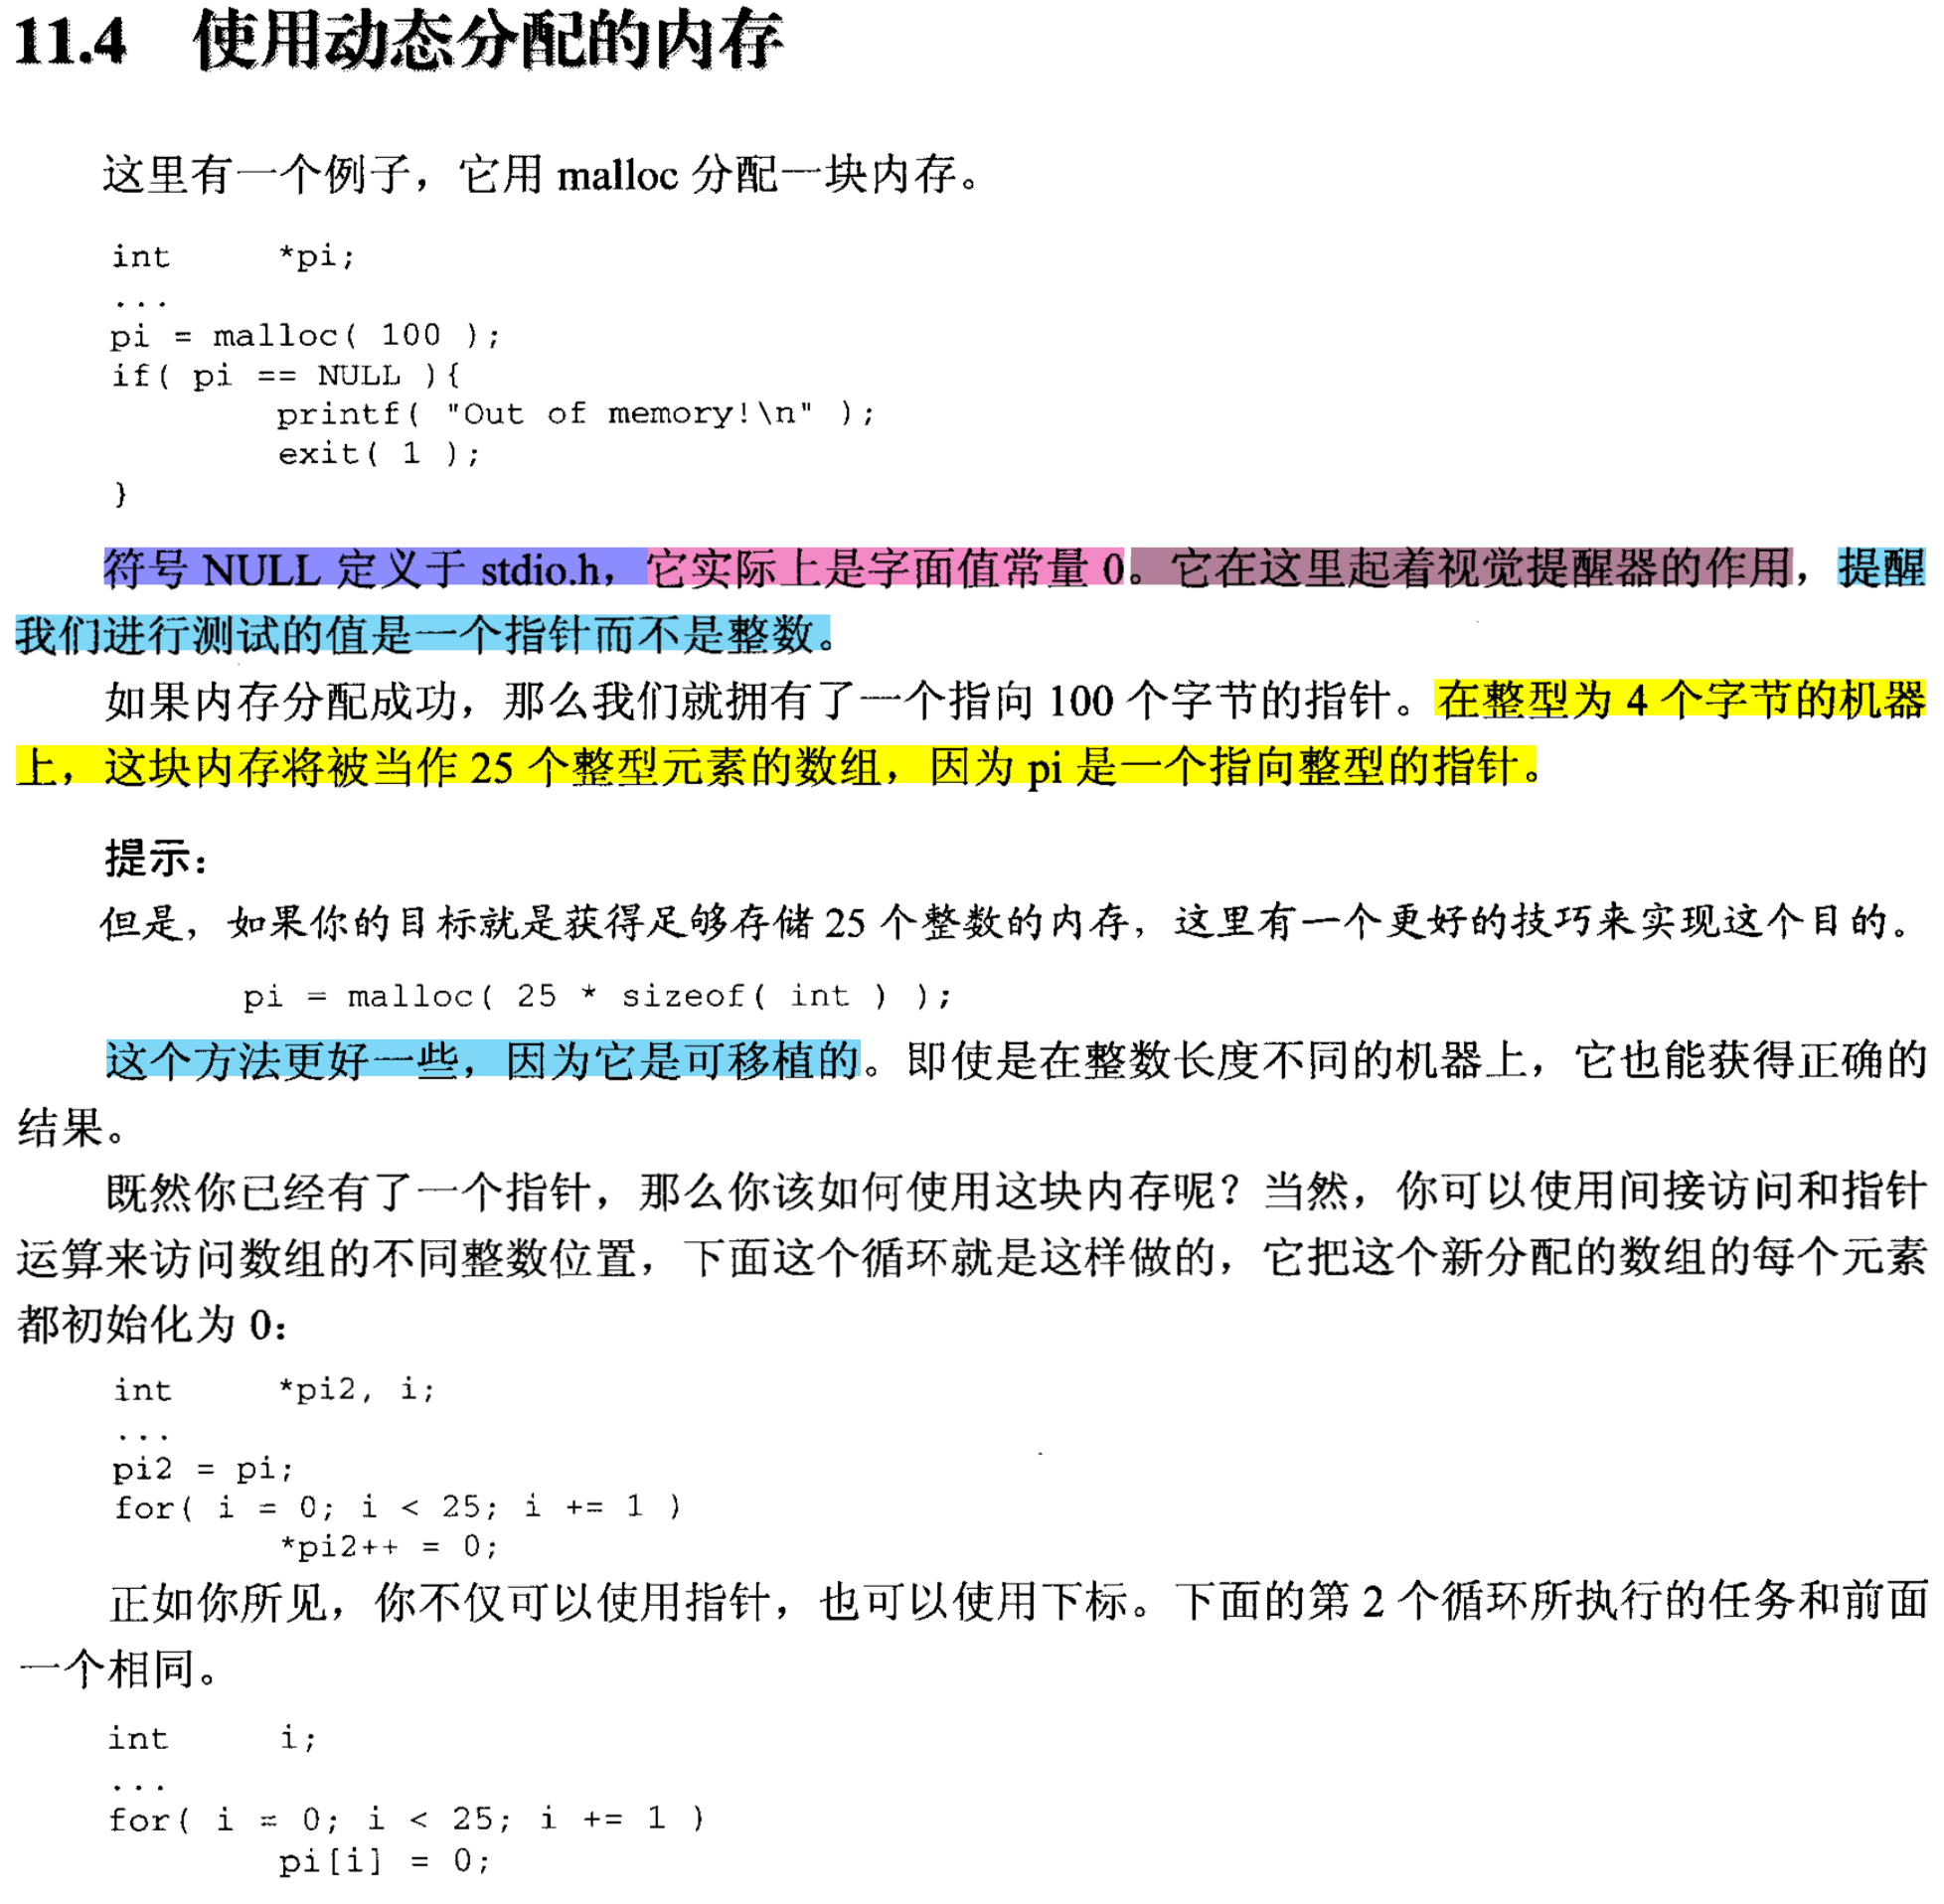 11.4 使用动态分配的内存
这里有一个例子，它用 malloc 分配一块内存。
int *pi;
...
pi = malloc( 100 );
if( pi == NULL ){
printf( "Out of memory!\n" );
exit( 1 );
}
符号 NULL 定义于 stdio.h，它实际上是字面值常量 0。它在这里起着视觉提醒器的作用，提醒
我们进行测试的值是一个指针而不是整数。
如果内存分配成功，那么我们就拥有了一个指向 100 个字节的指针。在整型为 4 个字节的机器
上，这块内存将被当作 25 个整型元素的数组，因为 pi 是一个指向整型的指针。
提示：
但是，如果你的目标就是获得足够存储 25 个整数的内存，这里有一个更好的技巧来实现这个目的。
pi = malloc( 25 * sizeof( int ) );
这个方法更好一些，因为它是可移植的。即使是在整数长度不同的机器上，它也能获得正确的
结果。
既然你已经有了一个指针，那么你该如何使用这块内存呢？当然，你可以使用间接访问和指针
运算来访问数组的不同整数位置，下面这个循环就是这样做的，它把这个新分配的数组的每个元素
都初始化为 0：
int *pi2, i;
...
pi2 = pi;
for( i = 0; i < 25; i += 1 )
*pi2++ = 0;
正如你所见，你不仅可以使用指针，也可以使用下标。下面的第 2 个循环所执行的任务和前面
一个相同。
int i;
...
for( i = 0; i < 25; i += 1 )
pi[i] = 0;